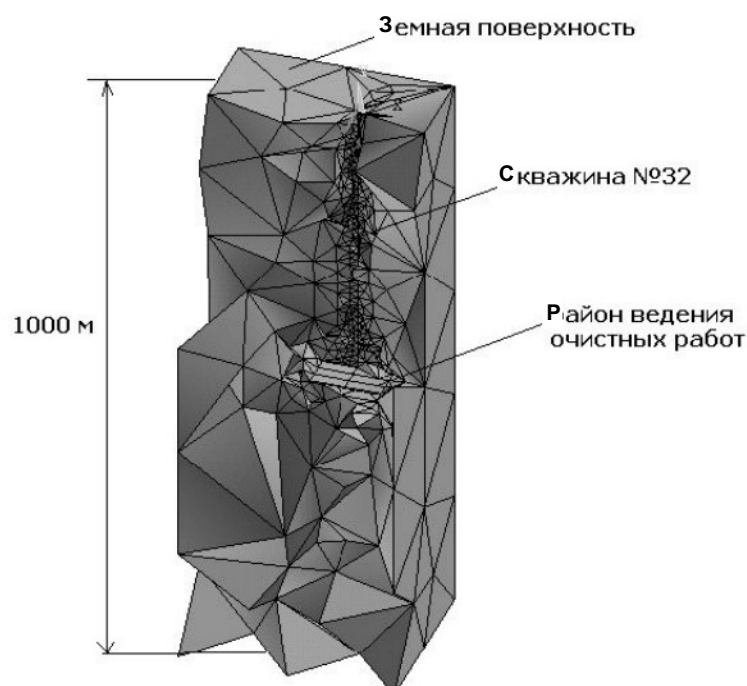 Земная поверхность
Скважина №32
1000 м
Район ведения
очистных работ